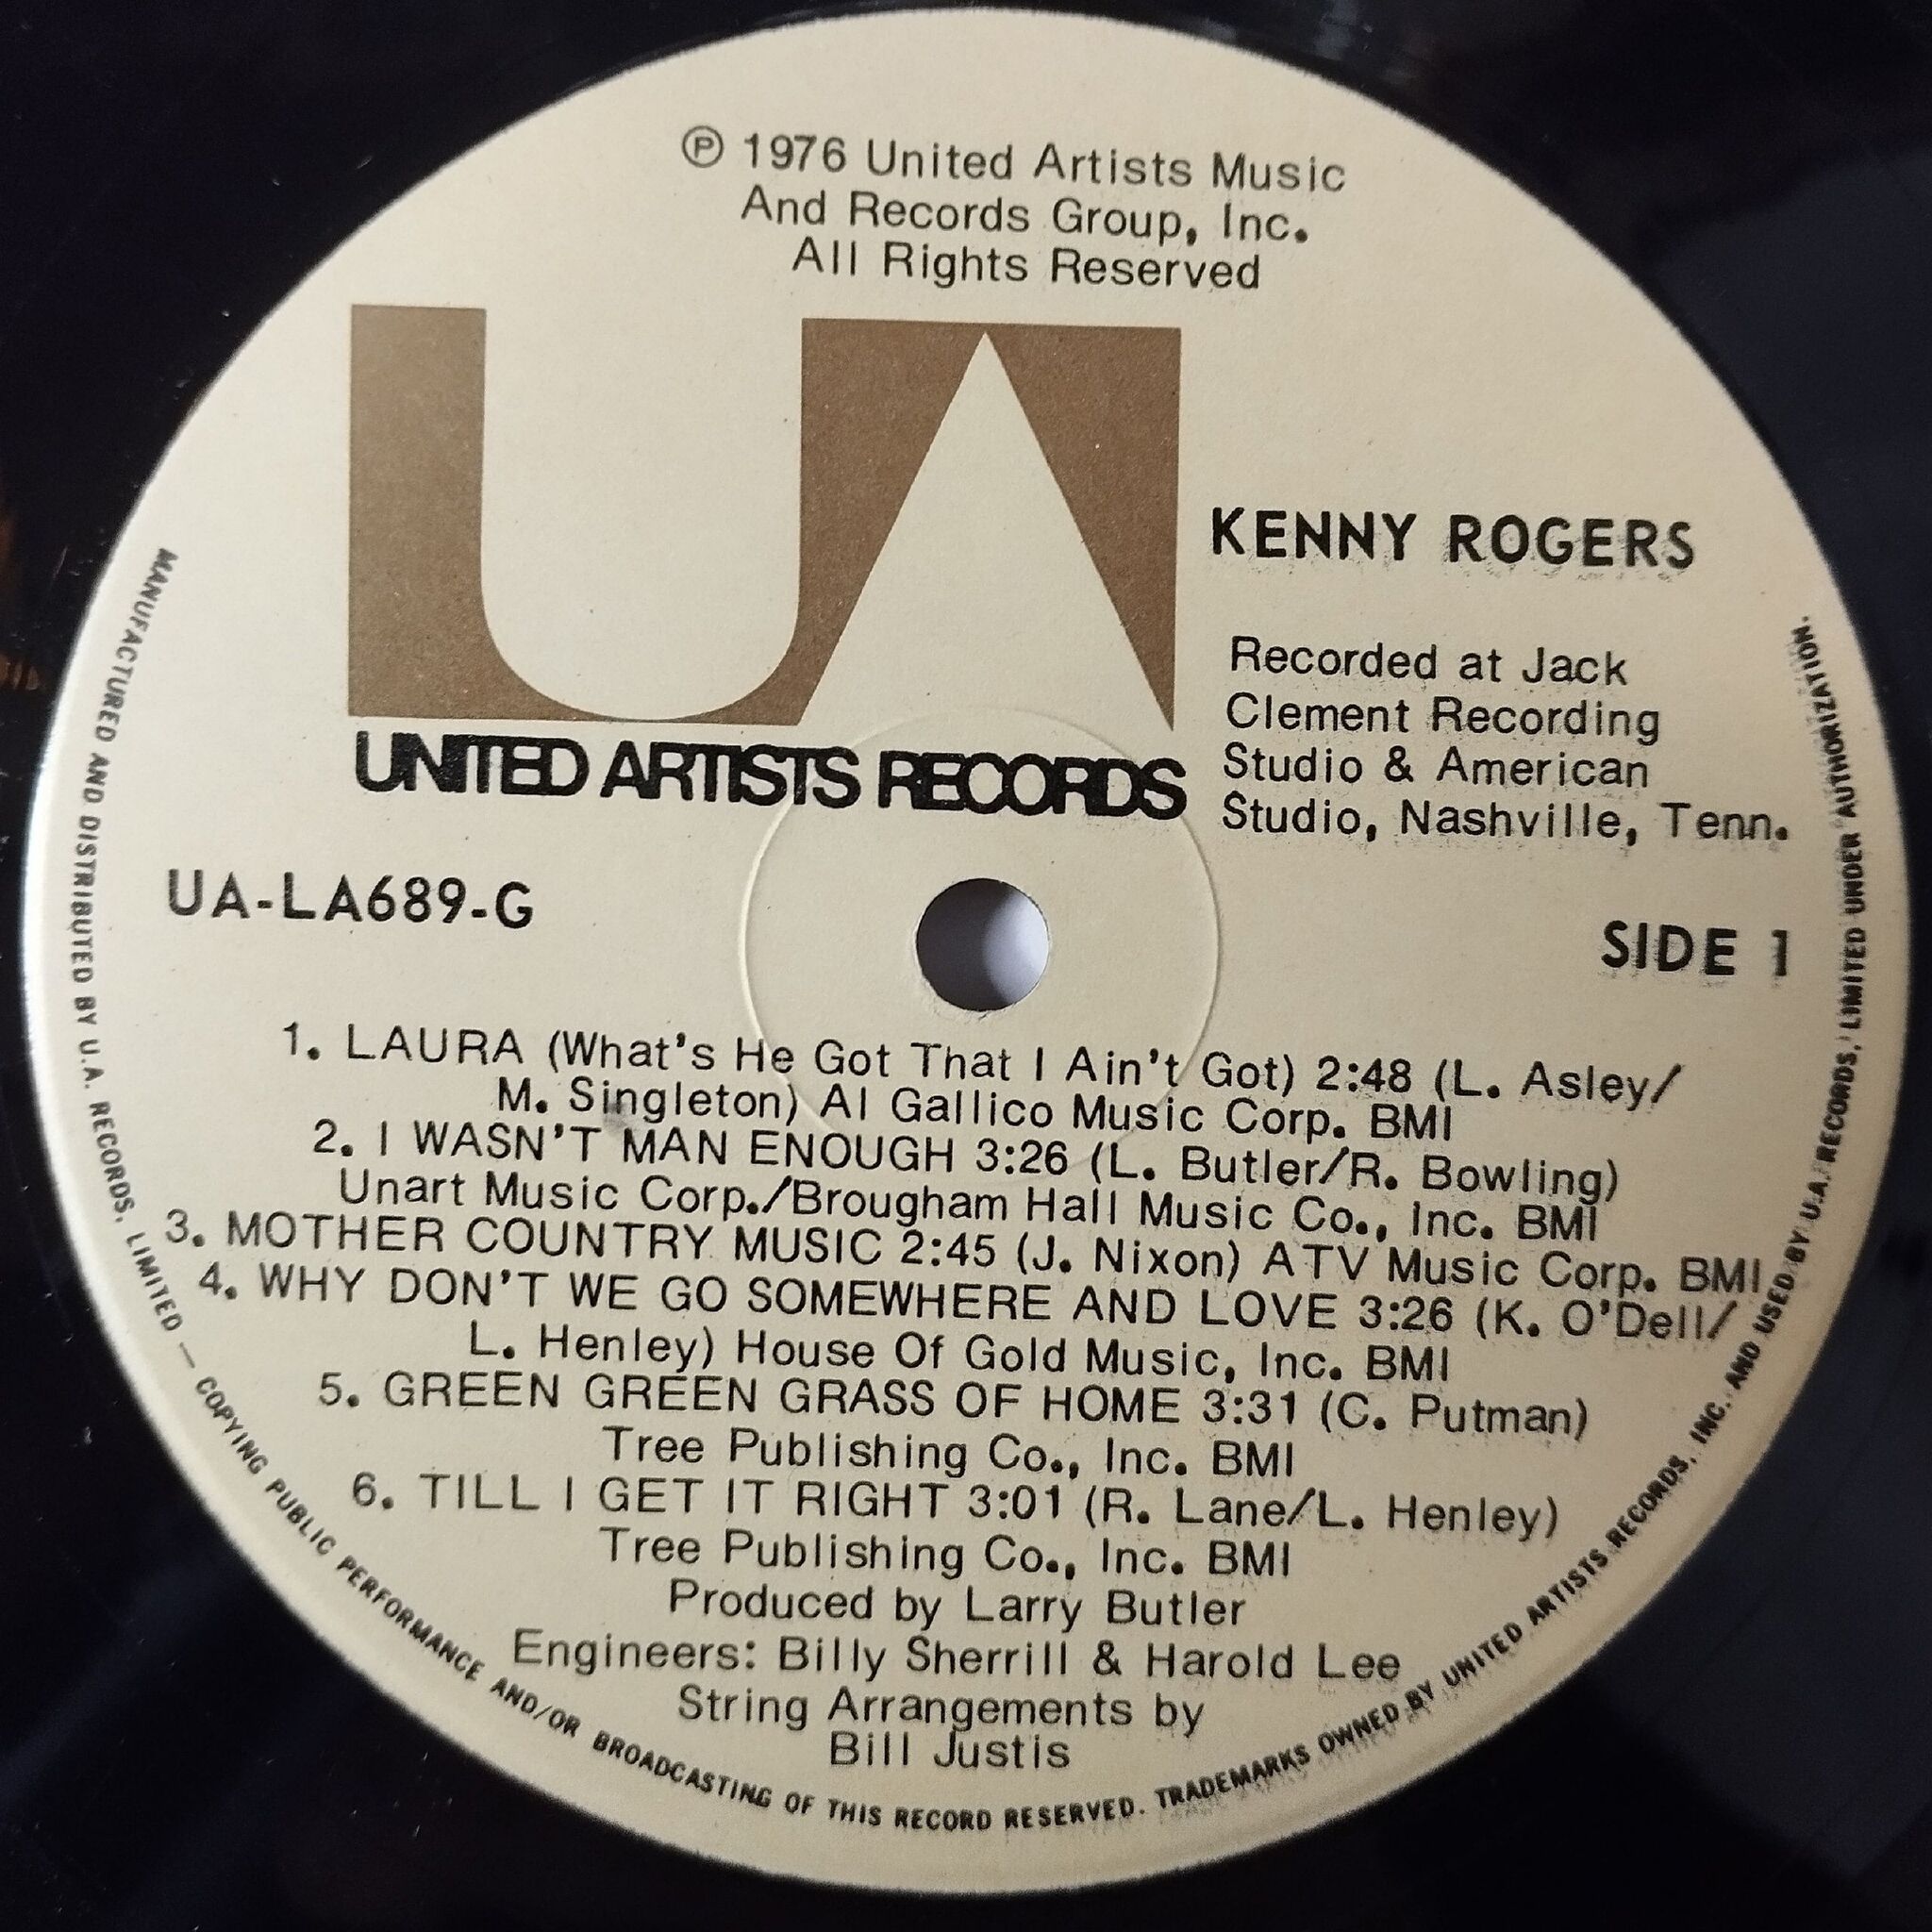 Ⓟ 1976 United Artists Music
And Records Group, Inc.
All Rights Reserved
UA
UNITED ARTISTS RECORDS
KENNY ROGERS
Recorded at Jack
Clement Recording
Studio & American
Studio, Nashville, Tenn.
UA-LA689-G
SIDE 1
1. LAURA (What's He Got That I Ain't Got) 2:48 (L. Asley/
M. Singleton) Al Gallico Music Corp. BMI
2. I WASN'T MAN ENOUGH 3:26 (L. Butler/R. Bowling)
Unart Music Corp./Brougham Hall Music Co., Inc. BMI
3. MOTHER COUNTRY MUSIC 2:45 (J. Nixon) ATV Music Corp. BMI
4. WHY DON'T WE GO SOMEWHERE AND LOVE 3:26 (K. O'Dell/
L. Henley) House Of Gold Music, Inc. BMI
5. GREEN GREEN GRASS OF HOME 3:31 (C. Putman)
Tree Publishing Co., Inc. BMI
6. TILL I GET IT RIGHT 3:01 (R. Lane/L. Henley)
Tree Publishing Co., Inc. BMI
Produced by Larry Butler
Engineers: Billy Sherrill & Harold Lee
String Arrangements by
Bill Justis
MANUFACTURED AND DISTRIBUTED BY U.A. RECORDS, LIMITED — COPYING PUBLIC PERFORMANCE AND/OR BROADCASTING OF THIS RECORD RESERVED. TRADEMARKS OWNED BY UNITED ARTISTS RECORDS, INC. AND USED BY U.A. RECORDS, LIMITED UNDER AUTHORIZATION.